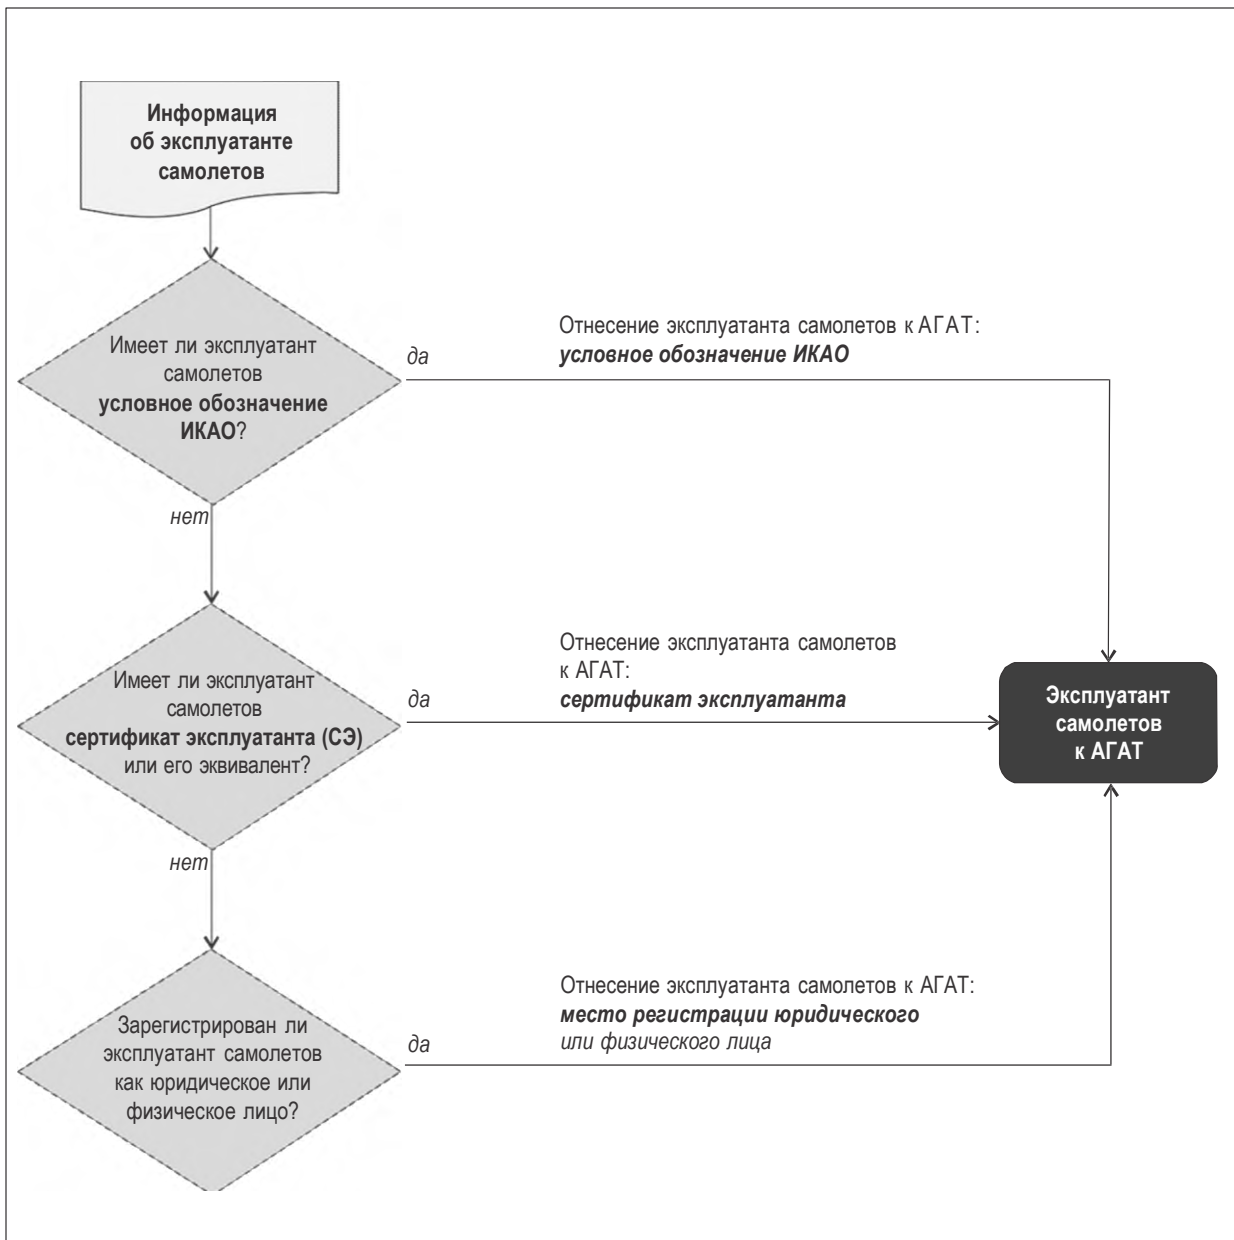 Информация
об эксплуатанте
самолетов
Имеет ли эксплуатант
самолетов
условное обозначение
ИКАО?
да
Отнесение эксплуатанта самолетов к АГАТ:
условное обозначение ИКАО
нет
Имеет ли эксплуатант
самолетов
сертификат эксплуатанта (СЭ)
или его эквивалент?
да
Отнесение эксплуатанта самолетов
к АГАТ:
сертификат эксплуатанта
Эксплуатант
самолетов
к АГАТ
нет
Зарегистрирован ли
эксплуатант самолетов
как юридическое или
физическое лицо?
да
Отнесение эксплуатанта самолетов к АГАТ:
место регистрации юридического
или физического лица